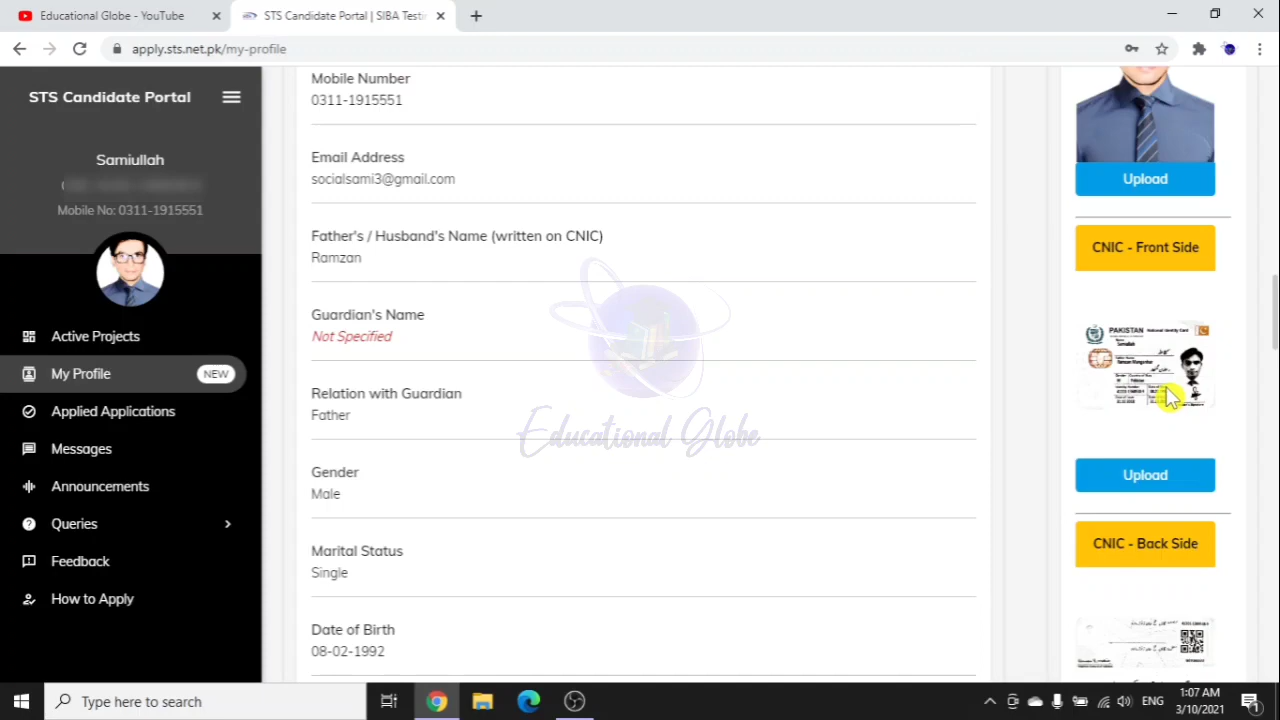 Educational Globe - YouTube
STS Candidate Portal | SIBA Testi
apply.sts.net.pk/my-profile
STS Candidate Portal
Samiullah
Mobile No: 0311-1915551
Active Projects
My Profile
NEW
Applied Applications
Messages
Announcements
Queries
Feedback
How to Apply
Mobile Number
0311-1915551
Email Address
socialsami3@gmail.com
Father's / Husband's Name (written on CNIC)
Ramzan
Guardian's Name
Not Specified
Relation with Guardian
Father
Gender
Male
Marital Status
Single
Date of Birth
08-02-1992
Educational Globe
Upload
CNIC - Front Side
PAKISTAN National Identity Card
Upload
CNIC - Back Side
Type here to search
ENG
1:07 AM
3/10/2021
1